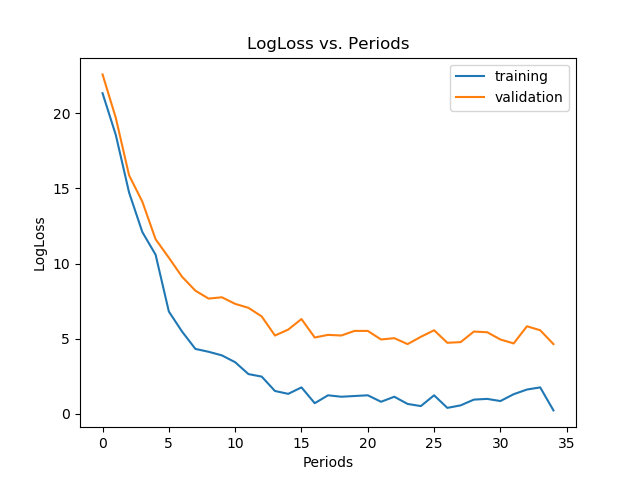 LogLoss vs. Periods
training
validation
LogLoss
20
15
10
5
0
0 5 10 15 20 25 30 35
Periods